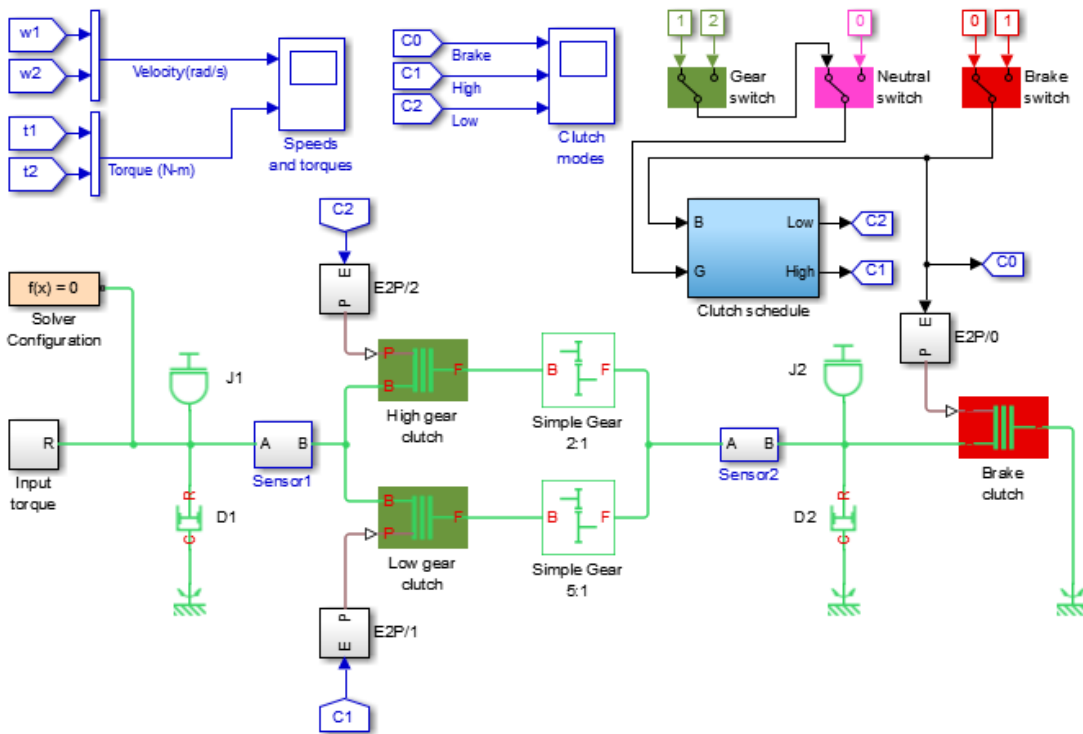 w1
w2
Velocity(rad/s)
t1
t2
Torque (N-m)
Speeds
and torques
C0
Brake
C1
High
C2
Low
Clutch
modes
1
2
Gear
switch
0
Neutral
switch
0
1
Brake
switch
B
Low
C2
G
High
C1
Clutch schedule
C0
C2
E
P
E2P/2
E
P
E2P/0
f(x) = 0
Solver
Configuration
J1
P
B
F
High gear
clutch
B
F
Simple Gear
2:1
J2
R
Input
torque
A
B
Sensor1
A
B
Sensor2
Brake
clutch
R
C
D1
B
P
F
Low gear
clutch
B
F
Simple Gear
5:1
R
C
D2
P
E
E2P/1
C1